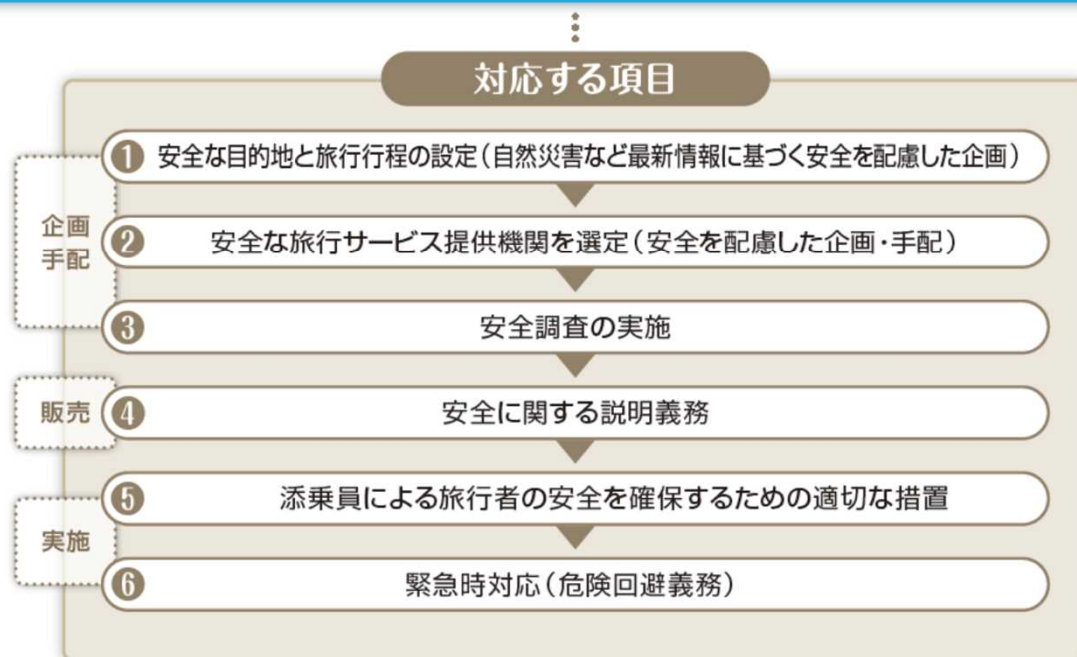 対応する項目
企画
手配
❶ 安全な目的地と旅行行程の設定（自然災害など最新情報に基づく安全を配慮した企画）
❷ 安全な旅行サービス提供機関を選定（安全を配慮した企画・手配）
❸ 安全調査の実施
販売
❹ 安全に関する説明義務
実施
❺ 添乗員による旅行者の安全を確保するための適切な措置
❻ 緊急時対応（危険回避義務）